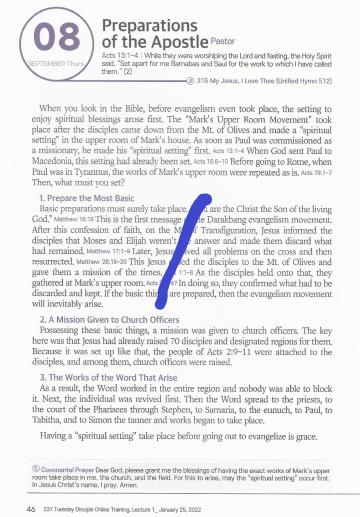 08
SEPTEMBER Thurs.
Preparations
of the Apostle Pastor
Acts 13:1~4 | While they were worshiping the Lord and fasting, the Holy Spirit
said, "Set apart for me Barnabas and Saul for the work to which I have called
them." (2)
315 My Jesus, I Love Thee (Unified Hymn 512)
When you look in the Bible, before evangelism even took place, the setting to
enjoy spiritual blessings arose first. The "Mark's Upper Room Movement" took
place after the disciples came down from the Mt. of Olives and made a "spiritual
setting" in the upper room of Mark's house. As soon as Paul was commissioned as
a missionary, he made his "spiritual setting" first, Acts 13:1-4 When God sent Paul to
Macedonia, this setting had already been set, Acts 16:6-10 Before going to Rome, when
Paul was in Tyrannus, the works of Mark's upper room were repeated as is. Acts 19:1-7
Then, what must you set?
1. Prepare the Most Basic
Basic preparations must surely take place. are the Christ the Son of the living
God," Matthew 16:16 This is the first message Darakbang evangelism movement.
After this confession of faith, on the Transfiguration, Jesus informed the
disciples that Moses and Elijah weren't answer and made them discard what
had remained. Matthew 17:1-9 Later, Jesus all problems on the cross and then
resurrected. Matthew 28:16-20 This Jesus the disciples to the Mt. of Olives and
gave them a mission of the times, 1:1-8 As the disciples held onto that, they
gathered at Mark's upper room. Acts In doing so, they confirmed what had to be
discarded and kept. If the basic are prepared, then the evangelism movement
will inevitably arise.
2. A Mission Given to Church Officers
Possessing these basic things, a mission was given to church officers. The key
here was that Jesus had already raised 70 disciples and designated regions for them.
Because it was set up like that, the people of Acts 2:9~11 were attached to the
disciples, and among them, church officers were raised.
3. The Works of the Word That Arise
As a result, the Word worked in the entire region and nobody was able to block
it. Next, the individual was revived first. Then the Word spread to the priests, to
the court of the Pharisees through Stephen, to Samaria, to the eunuch, to Paul, to
Tabitha, and to Simon the tanner and works began to take place.
Having a "spiritual setting" take place before going out to evangelize is grace.
Covenantal Prayer Dear God, please grant me the blessings of having the exact works of Mark's upper
room take place in me, the church, and the field. For this to arise, may the "spiritual setting" occur first.
In Jesus Christ's name, I pray. Amen.
46 237 Tuesday Disciple Online Training, Lecture 1_ January 25, 2022